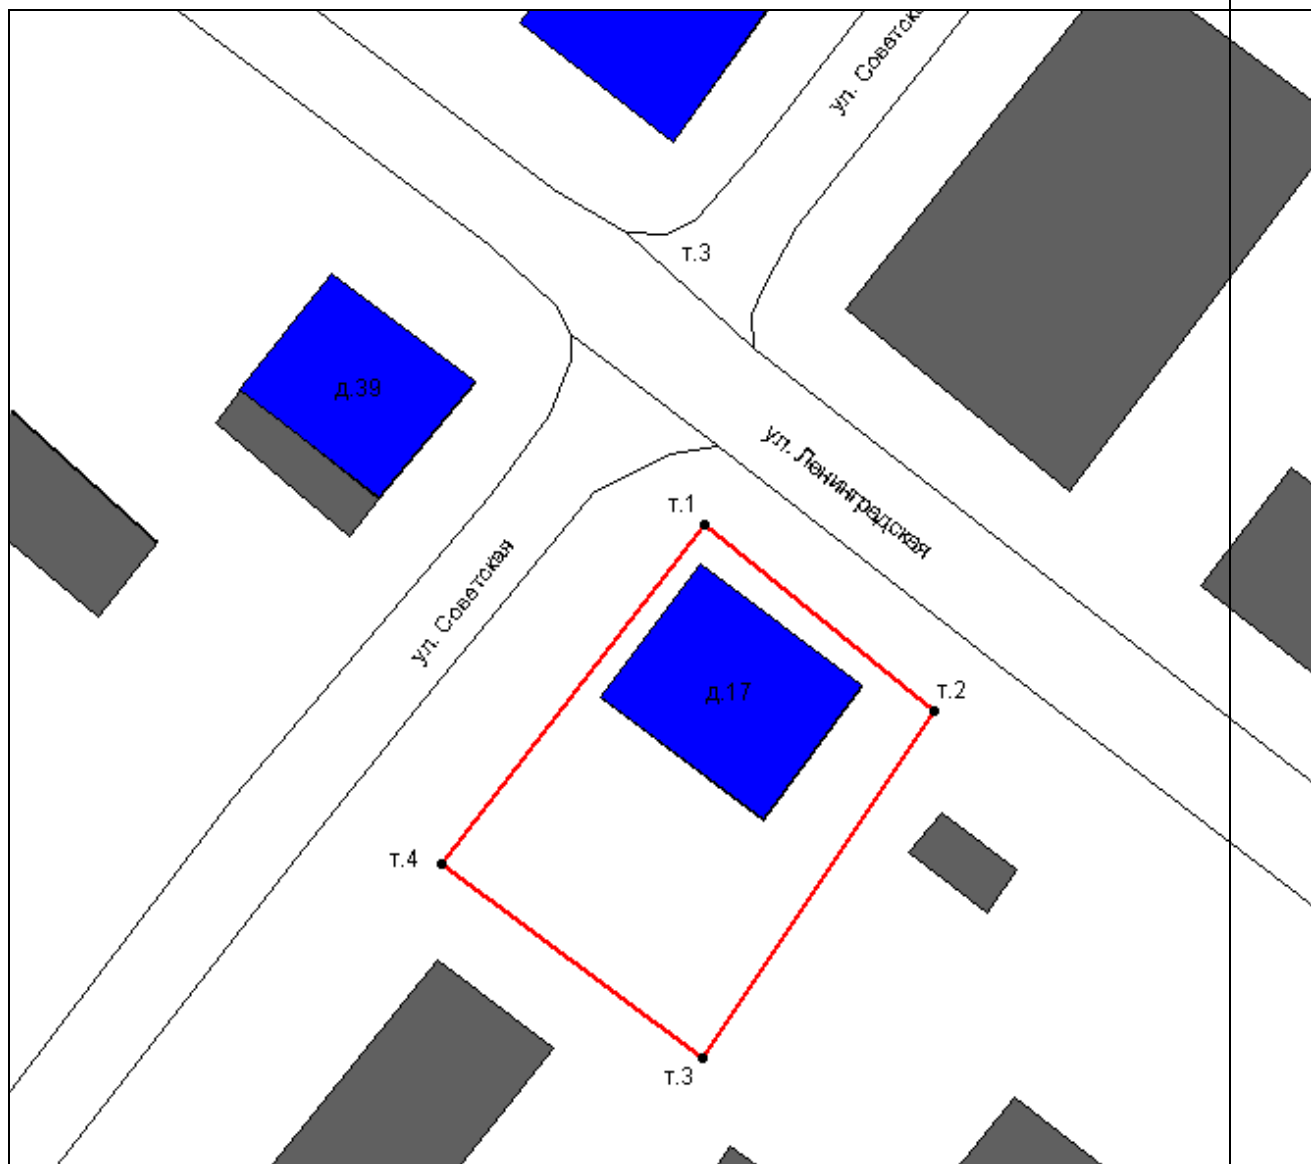 ул. Советская
т.3
д.39
ул. Ленинградская
т.1
ул. Советская
д.17
т.2
т.4
т.3